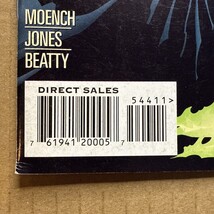 MOENCH
JONES
BEATTY
DIRECT SALES
54411>
7 61941 20005 7